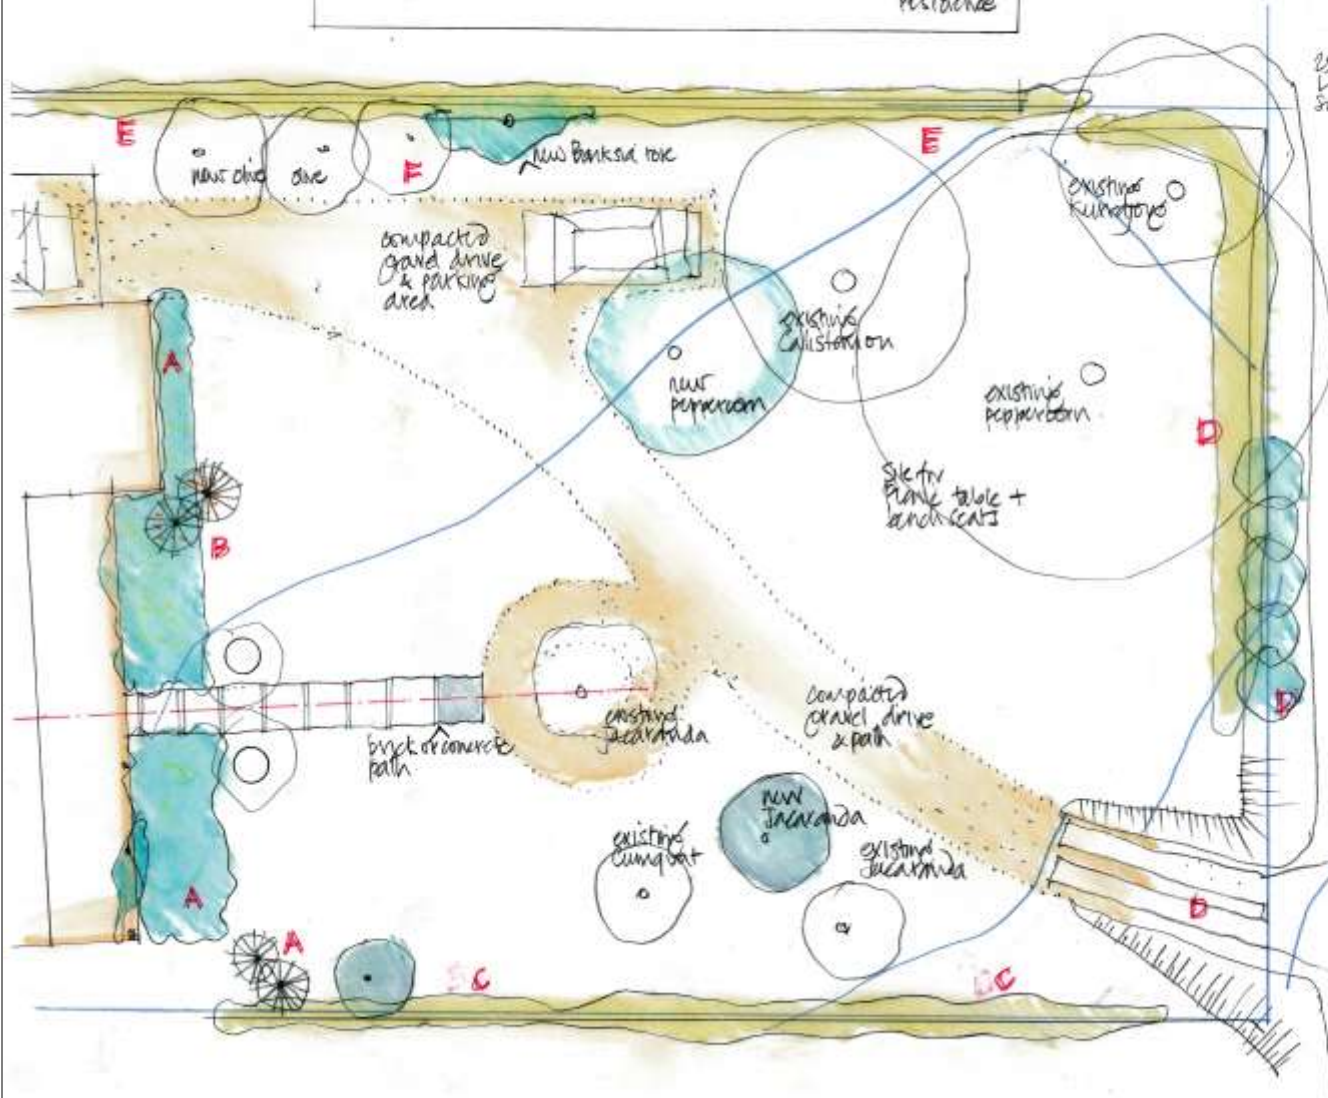 residence
E
new olive
olive
F
new Banksia rose
E
existing
Kurrajong
compacted
gravel drive
& parking
area
existing
Callistemon
A
new
peppercorn
existing
peppercorn
D
Site for
picnic table +
bench seats
B
existing
jacaranda
compacted
gravel drive
& path
brick or concrete
path
new
Jacaranda
existing
Cumquat
existing
Jacaranda
A
D
A
C
C